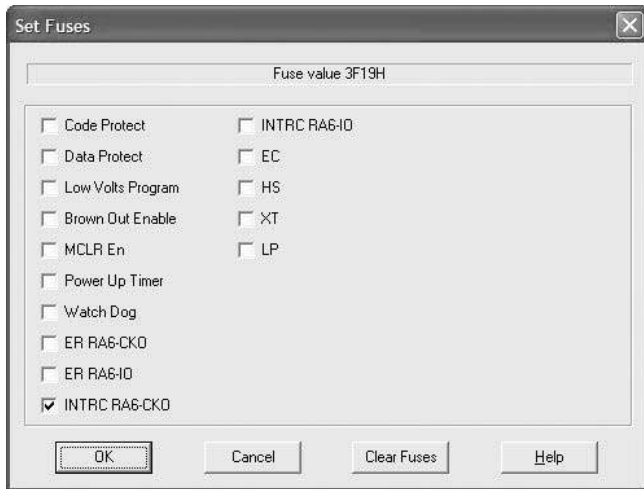 Set Fuses
Fuse value 3F19H
Code Protect
Data Protect
Low Volts Program
Brown Out Enable
MCLR En
Power Up Timer
Watch Dog
ER RA6-CKO
ER RA6-IO
INTRC RA6-CKO
INTRC RA6-IO
EC
HS
XT
LP
OK Cancel Clear Fuses Help